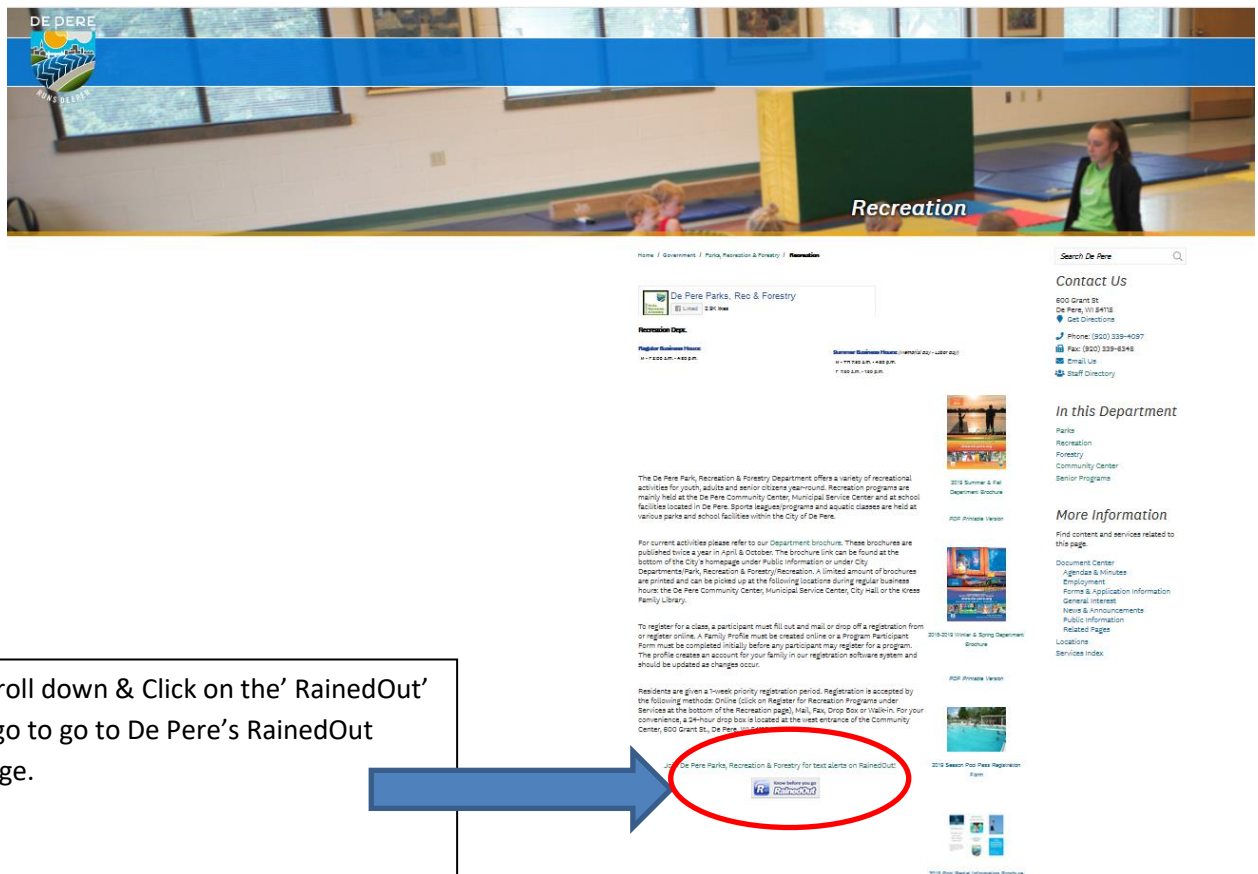 DE DERE
RUNS DEEPER
Recreation
Home / Government / Parks, Recreation & Forestry / Recreation
De Pere Parks, Rec & Forestry
Liked 2.9K likes
Recreation Dept.
Regular Business Hours:
Summer Business Hours: (Memorial day - Labor day)
The De Pere Park, Recreation & Forestry Department offers a variety of recreational
activities for youth, adults and senior citizens year-round. Recreation programs are
mainly held at the De Pere Community Center, Municipal Service Center and at school
facilities located in De Pere. Sports leagues/programs and aquatic classes are held at
various parks and school facilities within the City of De Pere.
For current activities please refer to our Department brochure. These brochures are
published twice a year in April & October. The brochure link can be found at the
bottom of the City's homepage under Public Information or under City
Departments/Park, Recreation & Forestry/Recreation. A limited amount of brochures
are printed and can be picked up at the following locations during regular business
hours: the De Pere Community Center, Municipal Service Center, City Hall or the Kress
Family Library.
To register for a class, a participant must fill out and mail or drop off a registration from
or register online. A Family Profile must be created online or a Program Participant
Form must be completed initially before any participant may register for a program.
The profile creates an account for your family in our registration software system and
should be updated as changes occur.
Residents are given a 1-week priority registration period. Registration is accepted by
the following methods: Online (click on Register for Recreation Programs under
Services at the bottom of the Recreation page), Mail, Fax, Drop Box or Walk-in. For your
convenience, a 24-hour drop box is located at the west entrance of the Community
Center, 600 Grant St., De Pere, WI
De Pere Parks, Recreation & Forestry for text alerts on RainedOut!
Know before you go
RainedOut
2019 Summer & Fall
Department Brochure
PDF Printable Version
2018-2019 Winter & Spring Department
Brochure
PDF Printable Version
2019 Season Pool Pass Registration
Form
2019 Pool Rental Information Brochure
Search De Pere
Contact Us
600 Grant St
De Pere, WI 54115
Get Directions
Phone: (920) 339-4097
Fax: (920) 339-8348
Email Us
Staff Directory
In this Department
Parks
Recreation
Forestry
Community Center
Senior Programs
More Information
Find content and services related to
this page.
Document Center
Agendas & Minutes
Employment
Forms & Application Information
General Interest
News & Announcements
Public Information
Related Pages
Locations
Services Index
roll down & Click on the' RainedOut'
go to go to De Pere's RainedOut
ge.